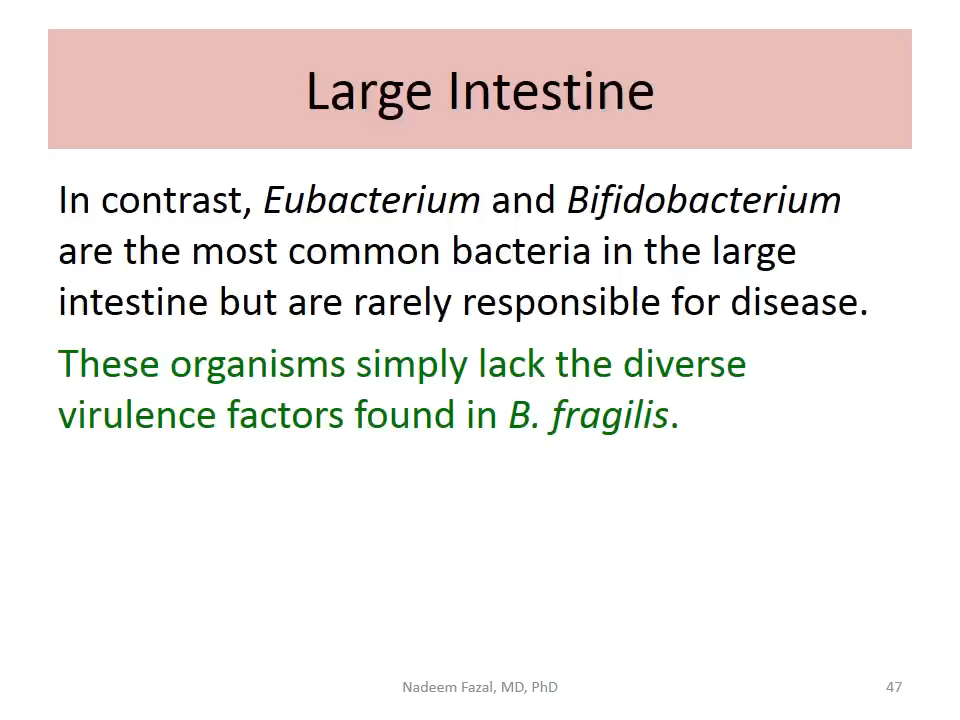 Large Intestine
In contrast, Eubacterium and Bifidobacterium
are the most common bacteria in the large
intestine but are rarely responsible for disease.
These organisms simply lack the diverse
virulence factors found in B. fragilis.
Nadeem Fazal, MD, PhD
47